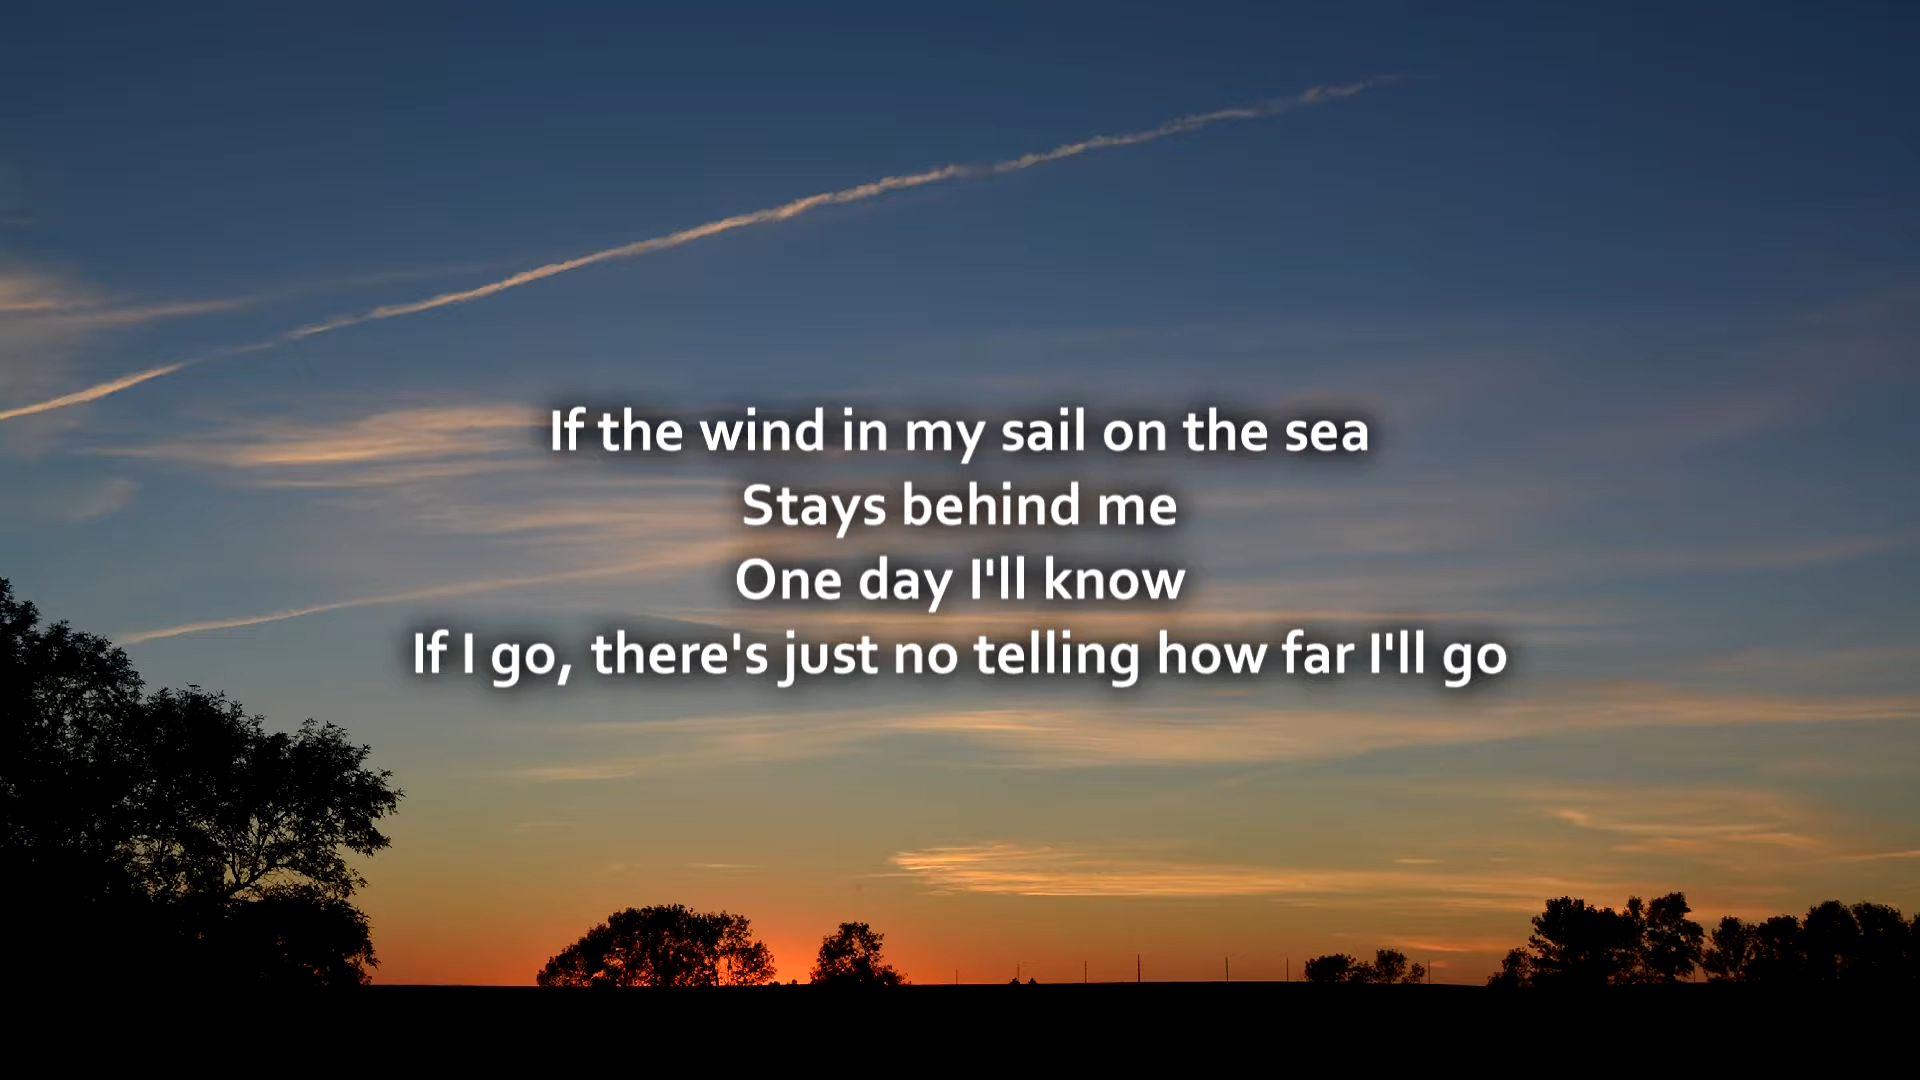 If the wind in my sail on the sea
Stays behind me
One day I'll know
If I go, there's just no telling how far I'll go